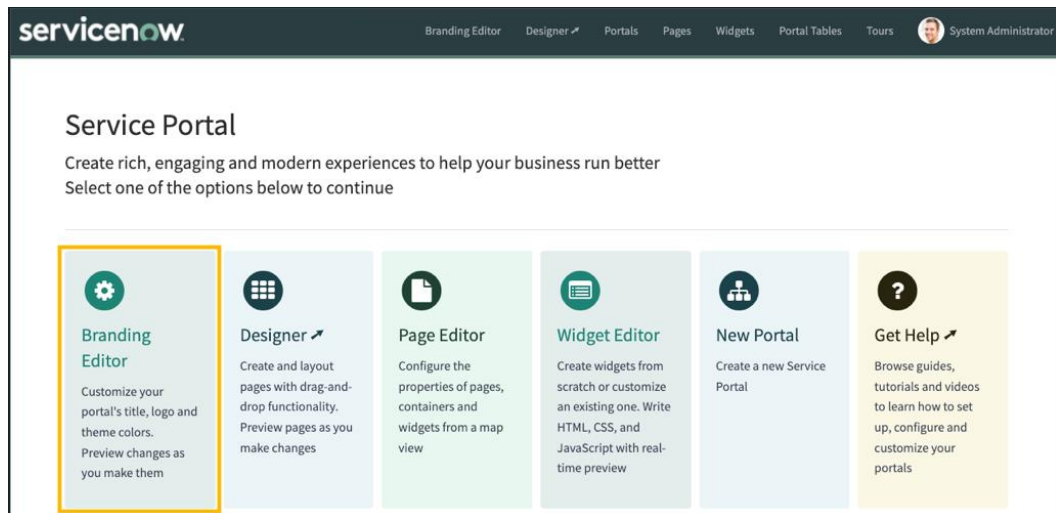 servicenow
Branding Editor Designer Portals Pages Widgets Portal Tables Tours System Administrator
Service Portal
Create rich, engaging and modern experiences to help your business run better
Select one of the options below to continue
Branding
Editor
Customize your
portal's title, logo and
theme colors.
Preview changes as
you make them
Designer
Create and layout
pages with drag-and-
drop functionality.
Preview pages as you
make changes
Page Editor
Configure the
properties of pages,
containers and
widgets from a map
view
Widget Editor
Create widgets from
scratch or customize
an existing one. Write
HTML, CSS, and
JavaScript with real-
time preview
New Portal
Create a new Service
Portal
?
Get Help
Browse guides,
tutorials and videos
to learn how to set
up, configure and
customize your
portals